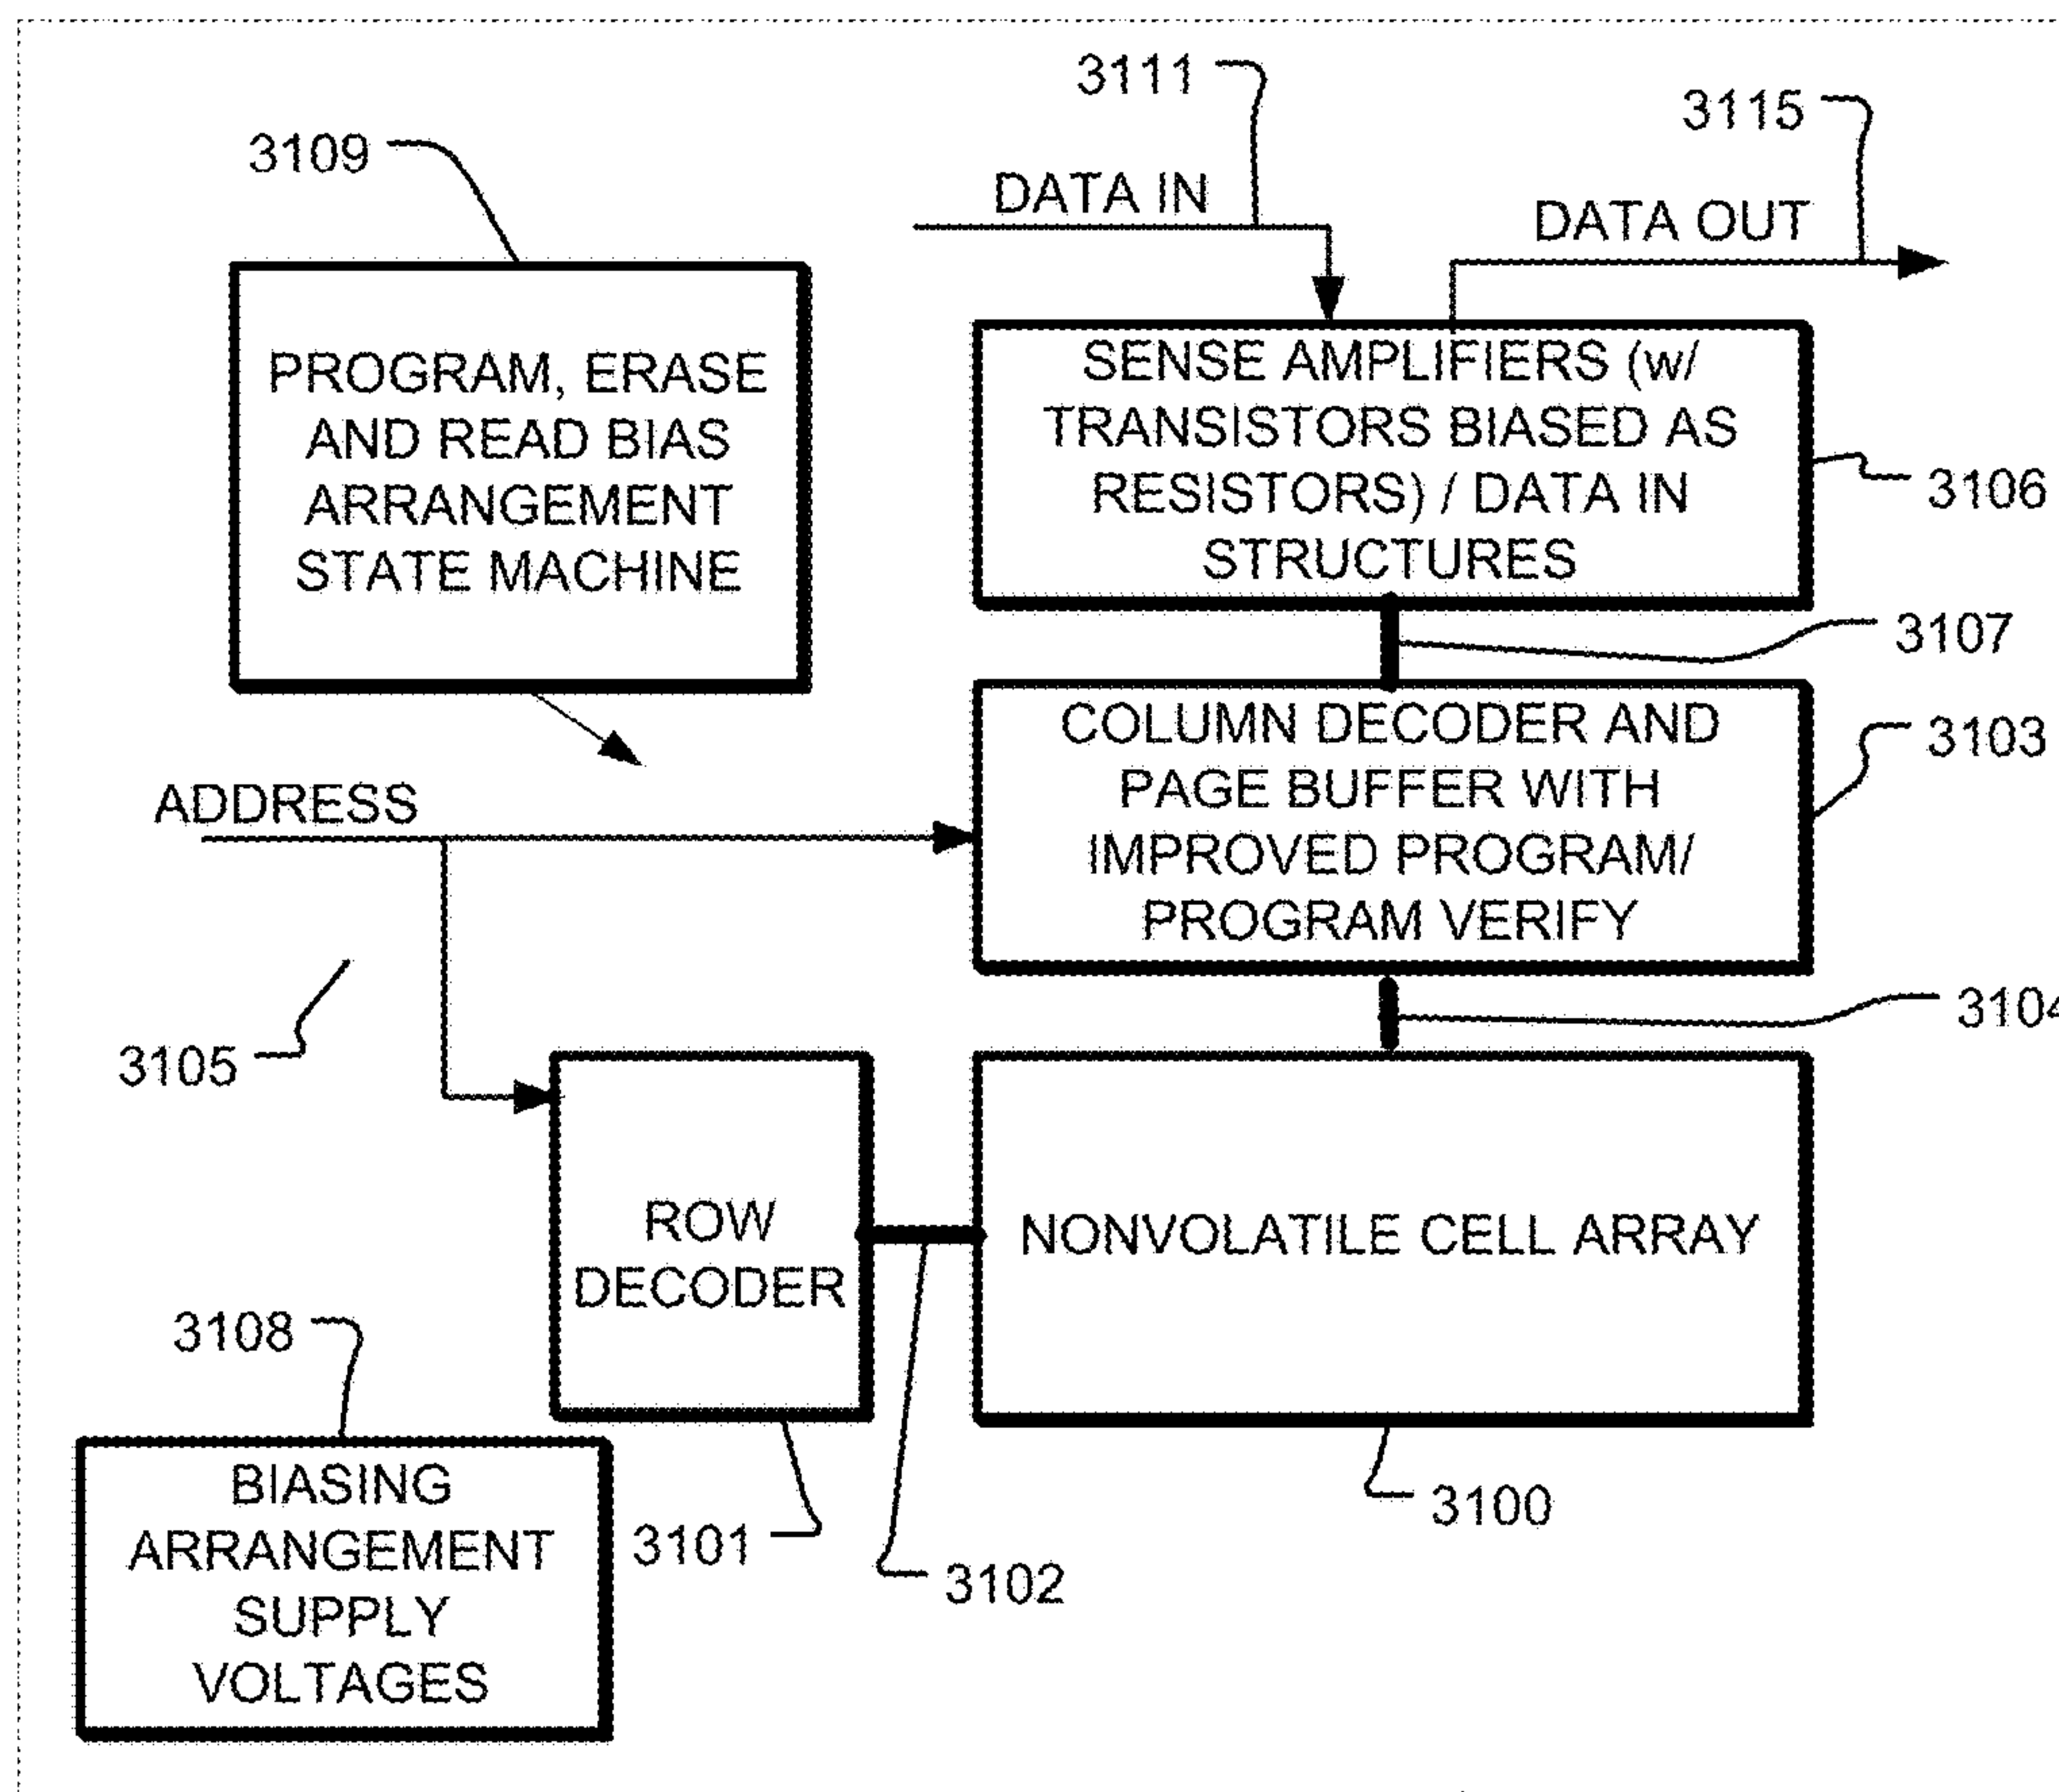 3111
3115
3109
DATA IN
DATA OUT
PROGRAM, ERASE
AND READ BIAS
ARRANGEMENT
STATE MACHINE
SENSE AMPLIFIERS (w/
TRANSISTORS BIASED AS
RESISTORS) / DATA IN
STRUCTURES
3106
3107
COLUMN DECODER AND
PAGE BUFFER WITH
IMPROVED PROGRAM/
PROGRAM VERIFY
3103
ADDRESS
3104
3105
ROW
DECODER
NONVOLATILE CELL ARRAY
3108
BIASING
ARRANGEMENT
SUPPLY
VOLTAGES
3101
3102
3100